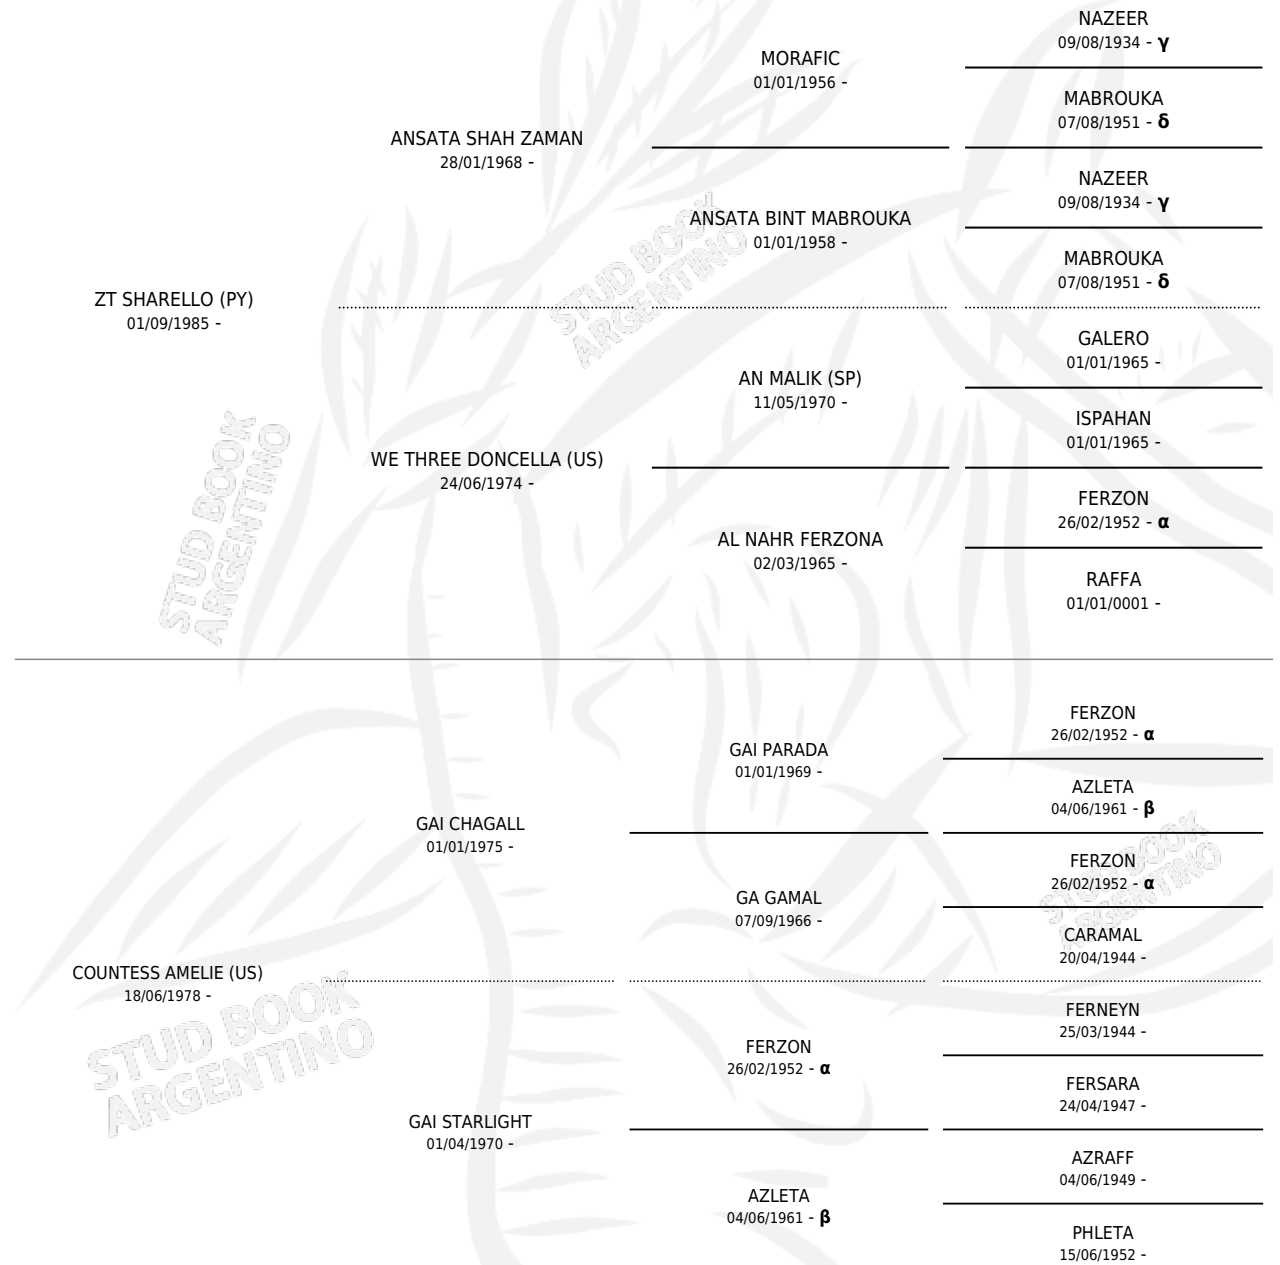 NAZEER
09/08/1934 - γ
MORAFIC
01/01/1956 -
MABROUKA
07/08/1951 - δ
ANSATA SHAH ZAMAN
28/01/1968 -
NAZEER
09/08/1934 - γ
ANSATA BINT MABROUKA
01/01/1958 -
MABROUKA
07/08/1951 - δ
ZT SHARELLO (PY)
01/09/1985 -
GALERO
01/01/1965 -
AN MALIK (SP)
11/05/1970 -
ISPAHAN
01/01/1965 -
WE THREE DONCELLA (US)
24/06/1974 -
FERZON
26/02/1952 - α
AL NAHR FERZONA
02/03/1965 -
RAFFA
01/01/0001 -
FERZON
26/02/1952 - α
GAI PARADA
01/01/1969 -
AZLETA
04/06/1961 - β
GAI CHAGALL
01/01/1975 -
FERZON
26/02/1952 - α
GA GAMAL
07/09/1966 -
CARAMAL
20/04/1944 -
COUNTESS AMELIE (US)
18/06/1978 -
FERNEYN
25/03/1944 -
FERZON
26/02/1952 - α
FERSARA
24/04/1947 -
GAI STARLIGHT
01/04/1970 -
AZRAFF
04/06/1949 -
AZLETA
04/06/1961 - β
PHLETA
15/06/1952 -
STUD BOOK
ARGENTINO
STUD BOOK
ARGENTINO
STUD BOOK
ARGENTINO
STUD BOOK
ARGENTINO